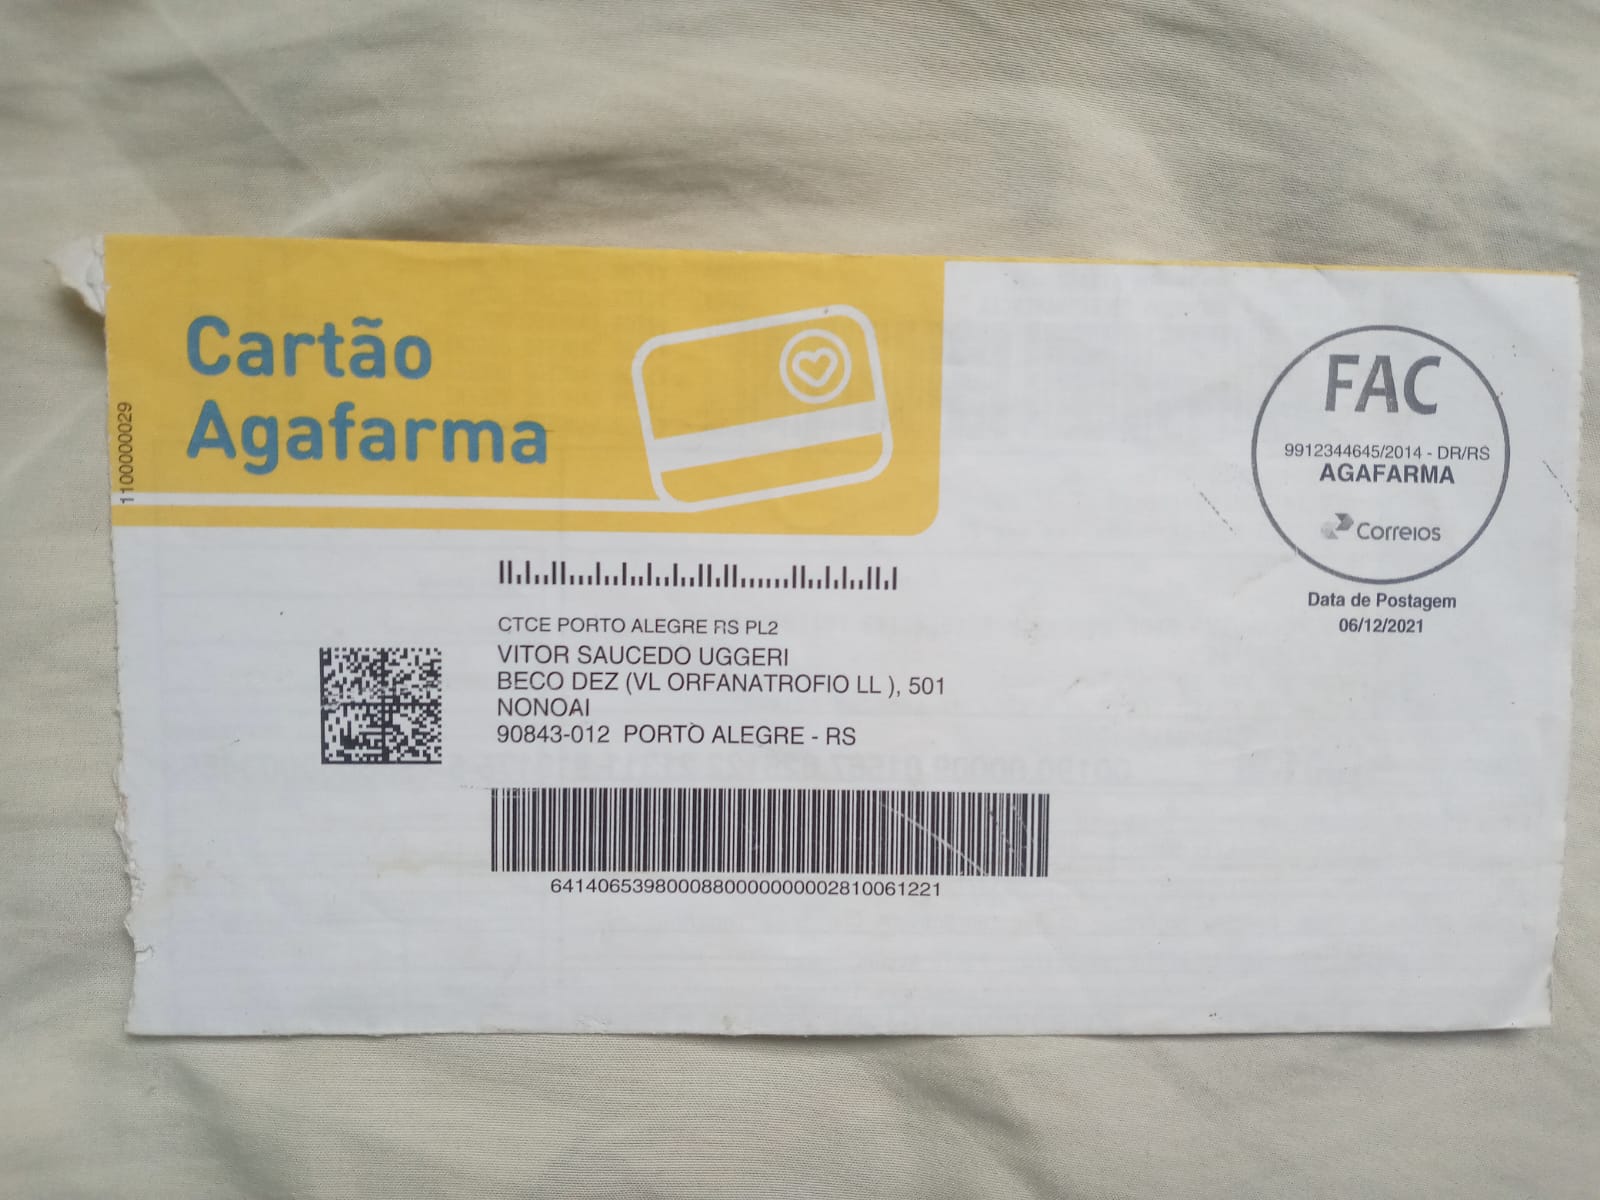 Cartão
Agafarma
1100000029
FAC
9912344645/2014 - DR/RS
AGAFARMA
Correios
Data de Postagem
06/12/2021
CTCE PORTO ALEGRE RS PL2
VITOR SAUCEDO UGGERI
BECO DEZ (VL ORFANATROFIO LL ), 501
NONOAI
90843-012 PORTO ALEGRE - RS
6414065398000880000000002810061221